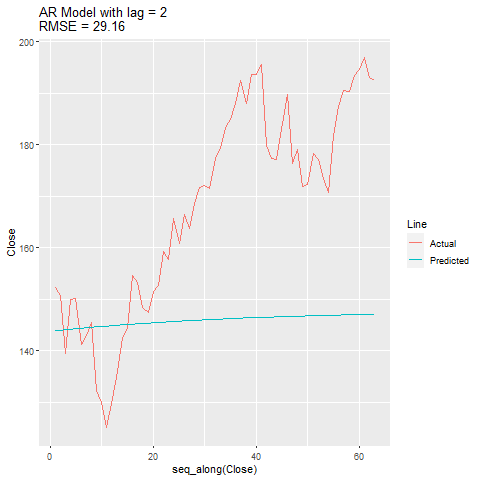 AR Model with lag = 2
RMSE = 29.16
200
180
160
140
Close
0
20
40
60
seq_along(Close)
Line
Actual
Predicted